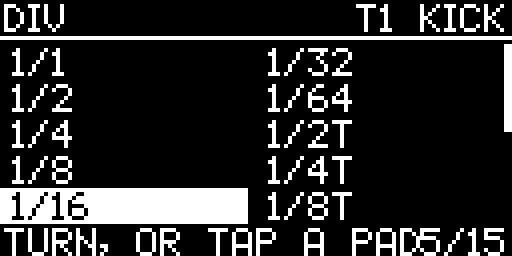 DIV T1 KICK
1/1 1/32
1/2 1/64
1/4 1/2T
1/8 1/4T
1/16 1/8T
TURN, OR TAP A PAD5/15